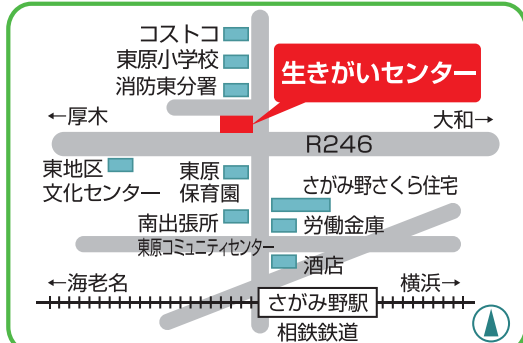 コストコ
東原小学校
消防東分署
生きがいセンター
←厚木
大和→
R246
東地区
文化センター
東原
保育園
さがみ野さくら住宅
南出張所
労働金庫
東原コミュニティセンター
酒店
←海老名
横浜→
さがみ野駅
相鉄鉄道